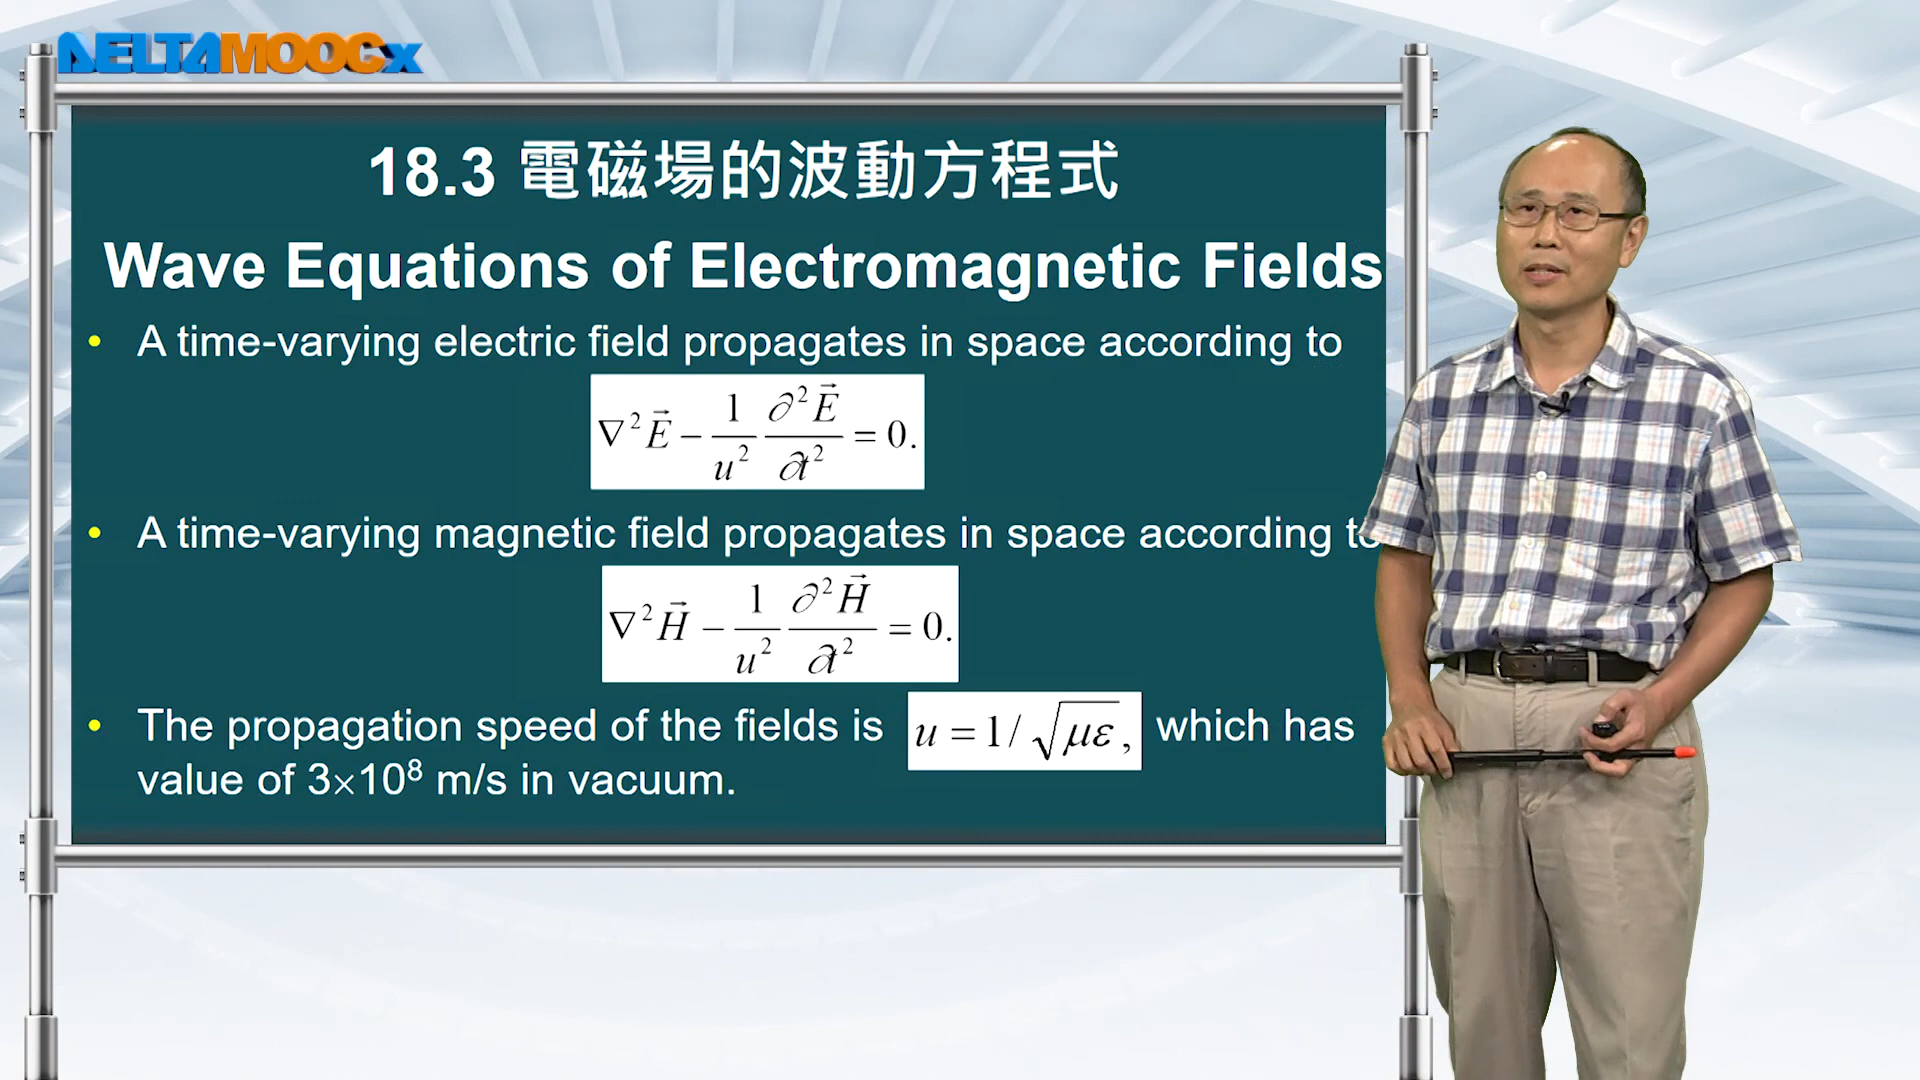 DELTAMOOCx
18.3 電磁場的波動方程式
Wave Equations of Electromagnetic Fields
• A time-varying electric field propagates in space according to
∇²E⃗ − 1/u² ∂²E⃗/∂t² = 0.
• A time-varying magnetic field propagates in space according to
∇²H⃗ − 1/u² ∂²H⃗/∂t² = 0.
• The propagation speed of the fields is u = 1/√με, which has
value of 3×10⁸ m/s in vacuum.